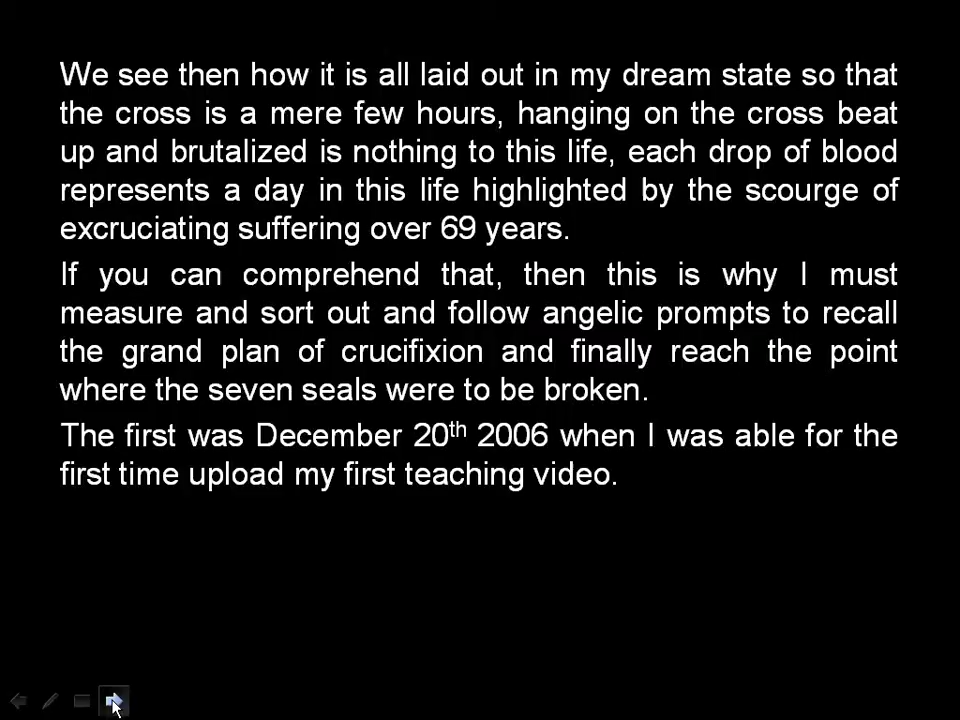 We see then how it is all laid out in my dream state so that
the cross is a mere few hours, hanging on the cross beat
up and brutalized is nothing to this life, each drop of blood
represents a day in this life highlighted by the scourge of
excruciating suffering over 69 years.
If you can comprehend that, then this is why I must
measure and sort out and follow angelic prompts to recall
the grand plan of crucifixion and finally reach the point
where the seven seals were to be broken.
The first was December 20th 2006 when I was able for the
first time upload my first teaching video.